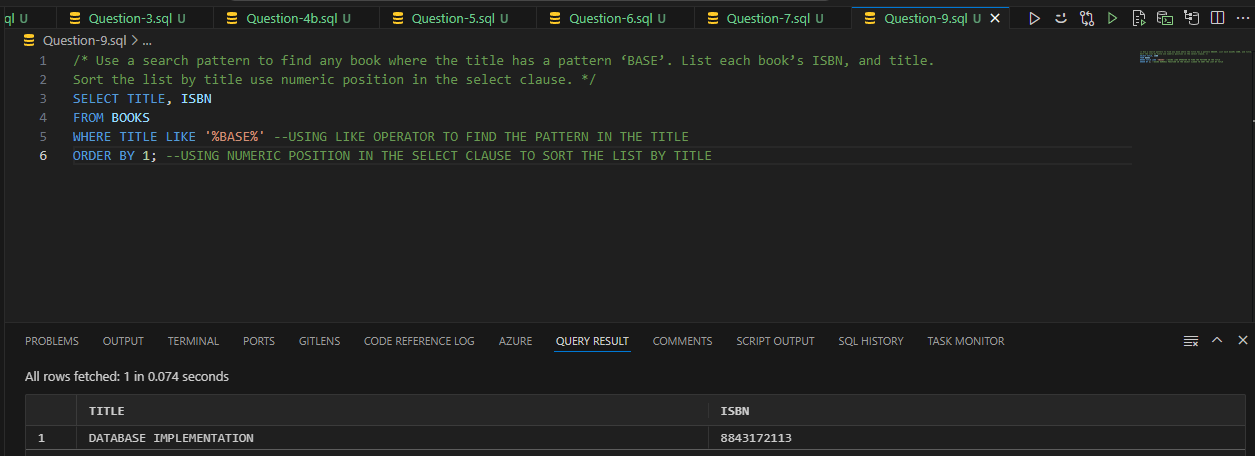 ql U Question-3.sql U Question-4b.sql U Question-5.sql U Question-6.sql U Question-7.sql U Question-9.sql U
Question-9.sql > ...
1 /* Use a search pattern to find any book where the title has a pattern ‘BASE’. List each book’s ISBN, and title.
2 Sort the list by title use numeric position in the select clause. */
3 SELECT TITLE, ISBN
4 FROM BOOKS
5 WHERE TITLE LIKE '%BASE%' --USING LIKE OPERATOR TO FIND THE PATTERN IN THE TITLE
6 ORDER BY 1; --USING NUMERIC POSITION IN THE SELECT CLAUSE TO SORT THE LIST BY TITLE
PROBLEMS OUTPUT TERMINAL PORTS GITLENS CODE REFERENCE LOG AZURE QUERY RESULT COMMENTS SCRIPT OUTPUT SQL HISTORY TASK MONITOR
All rows fetched: 1 in 0.074 seconds
TITLE ISBN
1 DATABASE IMPLEMENTATION 8843172113